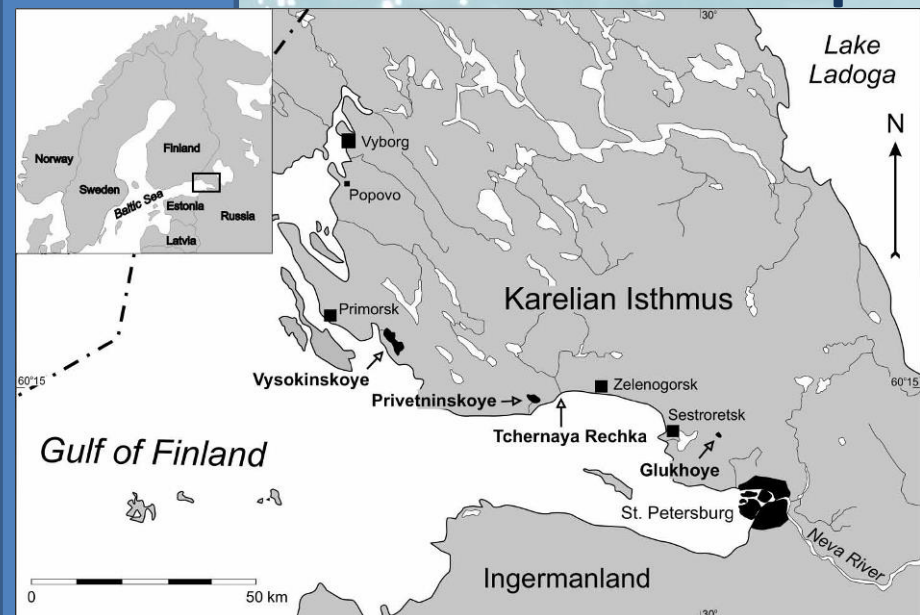 30°
Lake
Ladoga
N
Norway
Sweden
Finland
Baltic Sea
Estonia
Latvia
Russia
Vyborg
Popovo
Karelian Isthmus
Primorsk
Vysokinskoye
60°15
Privetninskoye
Zelenogorsk
60°15
Tchernaya Rechka
Sestroretsk
Glukhoye
Gulf of Finland
St. Petersburg
Neva River
Ingermanland
0 50 km
30°